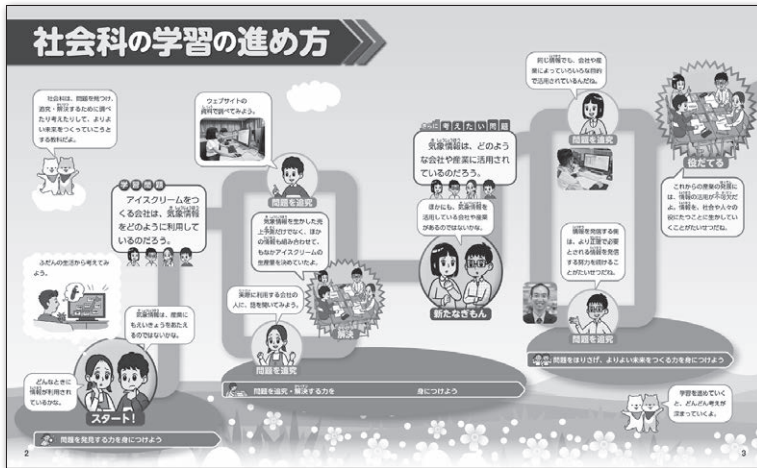 社会科の学習の進め方
社会科は、問題を見つけ、
追究・解決するために調べ
たり考えたりして、よりよ
い未来をつくっていこうと
する教科だよ。
学習問題
アイスクリームを
つくる会社は、気象情報
をどのように利用して
いるのだろう。
ふだんの生活から考えてみ
よう。
気象情報は、産業に
もえいきょうをあたえ
るのではないかな。
どんなときに
情報が利用され
ているかな。
スタート!
問題を発見する力を身につけよう
2
ウェブサイトの
資料で調べてみよう。
問題を追究
気象情報を生かした売
上予測だけでなく、ほか
の情報も組み合わせて、
もなかアイスクリームの
生産量を決めていたよ。
実際に利用する会社の
人に、話を聞いてみよう。
問題を追究
解決
問題を追究・解決する力を
身につけよう
さらに考えたい問題
気象情報は、どのよう
な会社や産業に活用され
ているのだろう。
ほかにも、気象情報を
活用している会社や産業
があるのではないかな。
新たなぎもん
同じ情報でも、会社や産
業によっていろいろな目的
で活用されているんだね。
問題を追究
情報を発信する側
は、より正確で必要
とされる情報を発信
する努力を続けるこ
とがたいせつだね。
問題を追究
役だてる
これからの産業の発展に
は、情報の活用が不可欠だ
よ。情報を、社会や人々の
役にたつことに生かしてい
くことがたいせつだね。
問題をほりさげ、よりよい未来をつくる力を身につけよう
学習を進めていく
と、どんどん考えが
深まっていくよ。
3